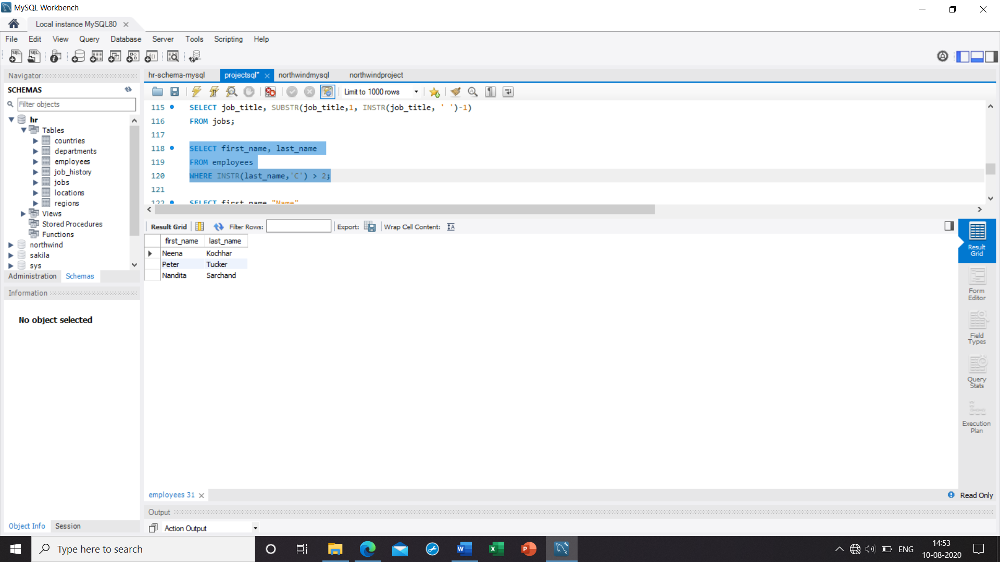 MySQL Workbench
Local instance MySQL80
File Edit View Query Database Server Tools Scripting Help
Navigator
SCHEMAS
Filter objects
hr
Tables
countries
departments
employees
job_history
jobs
locations
regions
Views
Stored Procedures
Functions
northwind
sakila
sys
Administration Schemas
Information
No object selected
Object Info Session
hr-schema-mysql projectsql* northwindmysql northwindproject
Limit to 1000 rows
115 SELECT job_title, SUBSTR(job_title,1, INSTR(job_title, ' ')-1)
116 FROM jobs;
117
118 SELECT first_name, last_name
119 FROM employees
120 WHERE INSTR(last_name,'C') > 2;
121
122 SELECT first_name "Name"
Result Grid Filter Rows: Export: Wrap Cell Content:
first_name last_name
Neena Kochhar
Peter Tucker
Nandita Sarchand
Result
Grid
Form
Editor
Field
Types
Query
Stats
Execution
Plan
employees 31 Read Only
Output
Action Output
Type here to search
ENG
14:53
10-08-2020